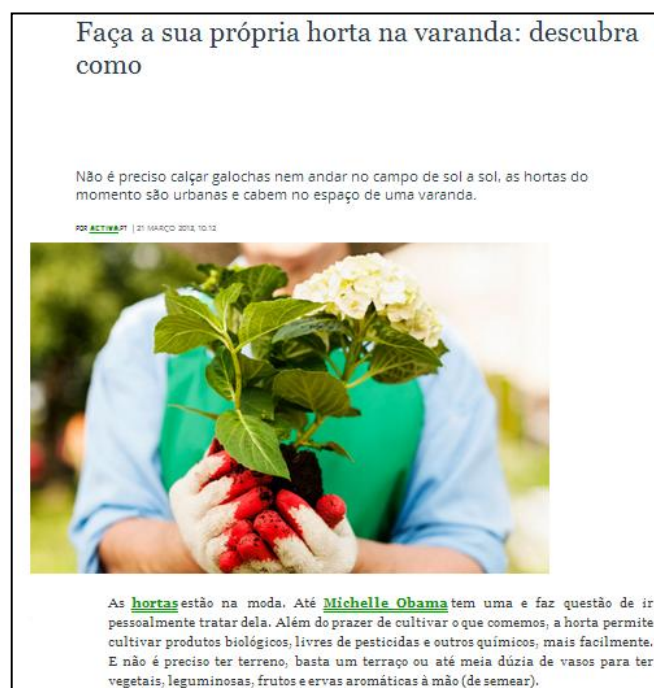 Faça a sua própria horta na varanda: descubra
como
Não é preciso calçar galochas nem andar no campo de sol a sol, as hortas do
momento são urbanas e cabem no espaço de uma varanda.
POR ACTIVA.PT | 21 MARÇO 2013, 10:12
As hortas estão na moda. Até Michelle Obama tem uma e faz questão de ir
pessoalmente tratar dela. Além do prazer de cultivar o que comemos, a horta permite
cultivar produtos biológicos, livres de pesticidas e outros químicos, mais facilmente.
E não é preciso ter terreno, basta um terraço ou até meia dúzia de vasos para ter
vegetais, leguminosas, frutos e ervas aromáticas à mão (de semear).